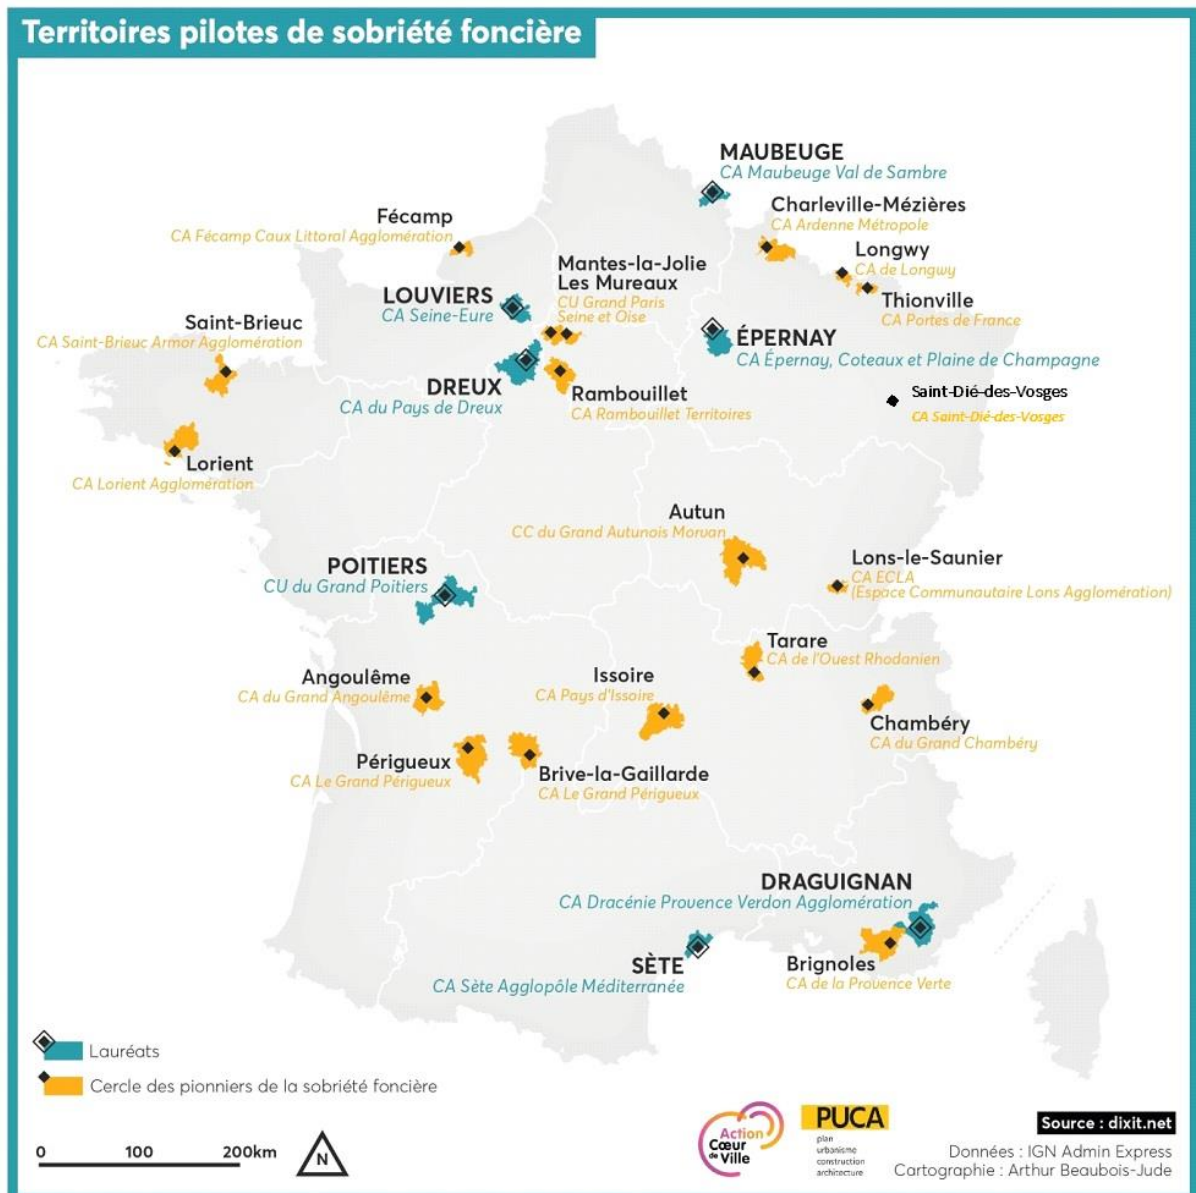 Territoires pilotes de sobriété foncière
MAUBEUGE
CA Maubeuge Val de Sambre
Charleville-Mézières
CA Ardenne Métropole
Fécamp
CA Fécamp Caux Littoral Agglomération
Longwy
CA de Longwy
Mantes-la-Jolie
Les Mureaux
CU Grand Paris
Seine et Oise
LOUVIERS
CA Seine-Eure
Thionville
CA Portes de France
Saint-Brieuc
CA Saint-Brieuc Armor Agglomération
ÉPERNAY
CA Épernay, Coteaux et Plaine de Champagne
DREUX
CA du Pays de Dreux
Rambouillet
CA Rambouillet Territoires
Saint-Dié-des-Vosges
CA Saint-Dié-des-Vosges
Lorient
CA Lorient Agglomération
Autun
CC du Grand Autunois Morvan
POITIERS
CU du Grand Poitiers
Lons-le-Saunier
CA ECLA
(Espace Communautaire Lons Agglomération)
Tarare
CA de l'Ouest Rhodanien
Angoulême
CA du Grand Angoulême
Issoire
CA Pays d'Issoire
Chambéry
CA du Grand Chambéry
Périgueux
CA Le Grand Périgueux
Brive-la-Gaillarde
CA Le Grand Périgueux
DRAGUIGNAN
CA Dracénie Provence Verdon Agglomération
SÈTE
CA Sète Agglopôle Méditerranée
Brignoles
CA de la Provence Verte
Lauréats
Cercle des pionniers de la sobriété foncière
0 100 200km
N
Action
Cœur
de Ville
PUCA
plan
urbanisme
construction
architecture
Source : dixit.net
Données : IGN Admin Express
Cartographie : Arthur Beaubois-Jude